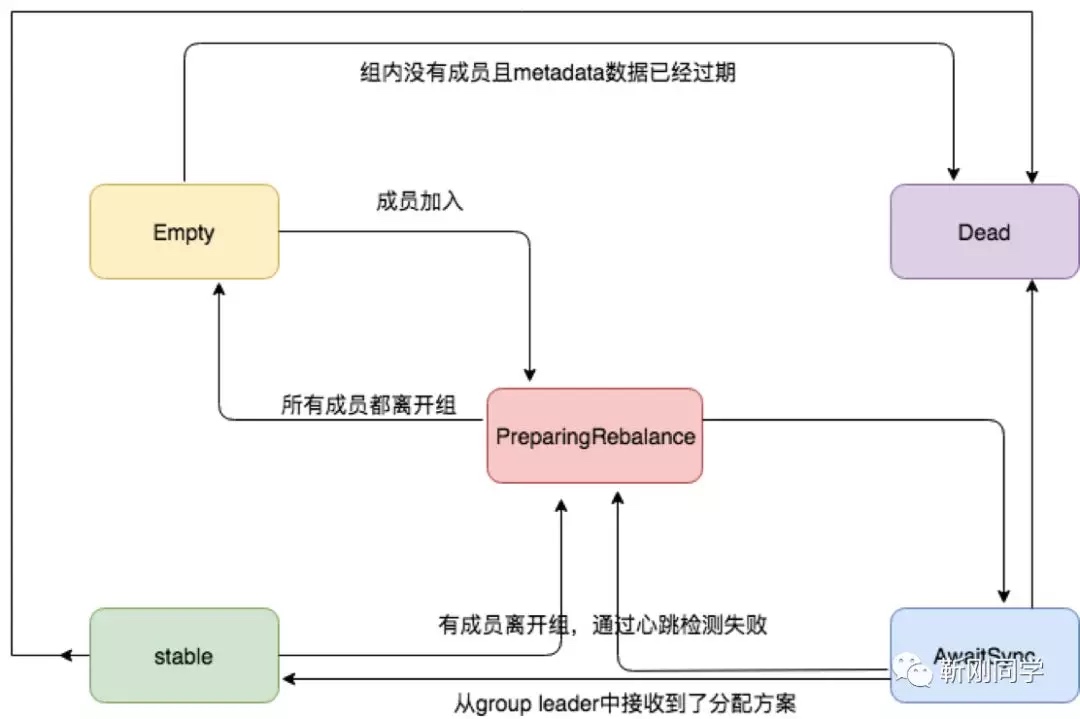 组内没有成员且metadata数据已经过期
成员加入
Empty
Dead
所有成员都离开组
PreparingRebalance
有成员离开组，通过心跳检测失败
stable
AwaitSync
靳刚同学
从group leader中接收到了分配方案